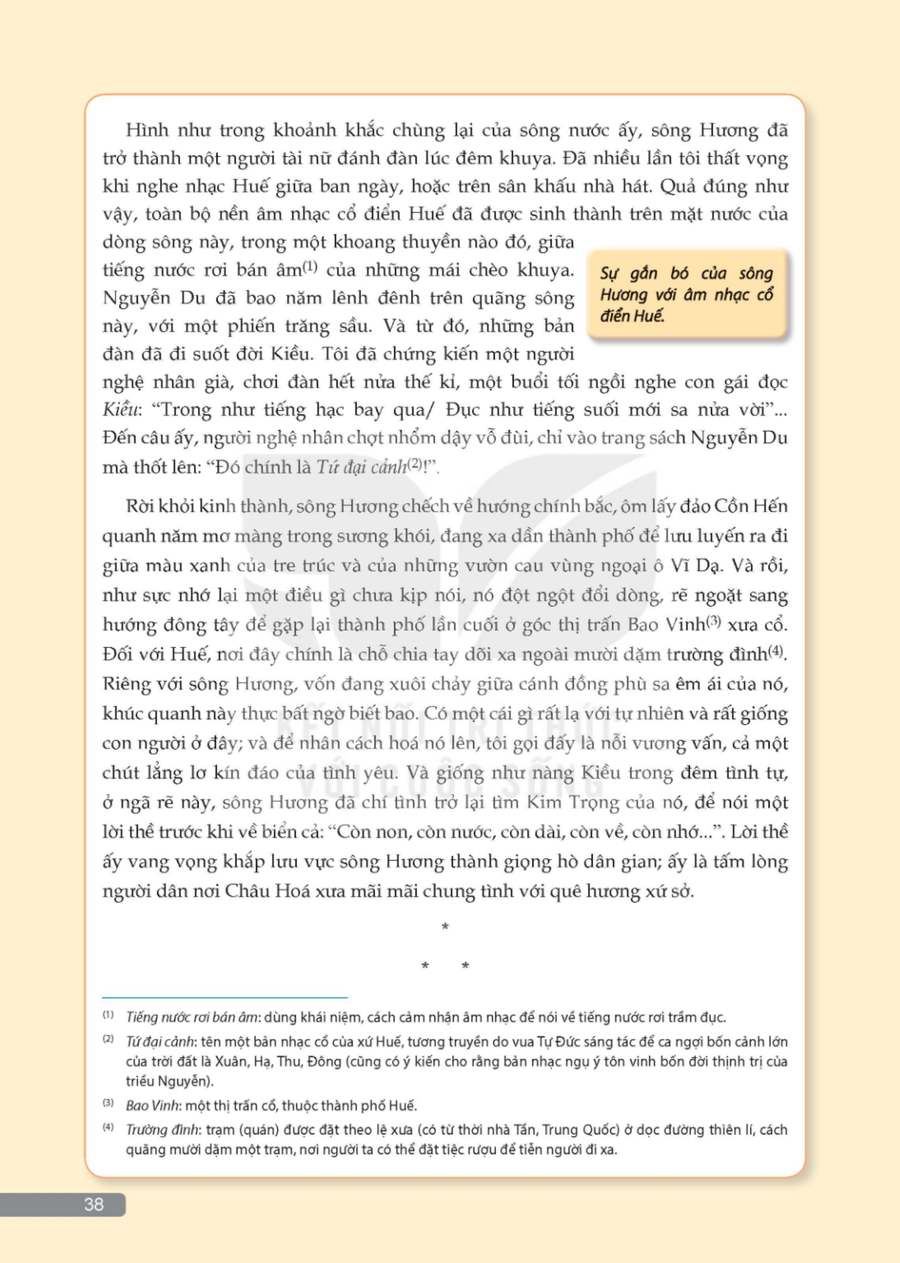 Hình như trong khoảnh khắc chùng lại của sông nước ấy, sông Hương đã
trở thành một người tài nữ đánh đàn lúc đêm khuya. Đã nhiều lần tôi thất vọng
khi nghe nhạc Huế giữa ban ngày, hoặc trên sân khấu nhà hát. Quả đúng như
vậy, toàn bộ nền âm nhạc cổ điển Huế đã được sinh thành trên mặt nước của
dòng sông này, trong một khoang thuyền nào đó, giữa
tiếng nước rơi bán âm(1) của những mái chèo khuya.
Nguyễn Du đã bao năm lênh đênh trên quãng sông
này, với một phiến trăng sầu. Và từ đó, những bản
đàn đã đi suốt đời Kiều. Tôi đã chứng kiến một người
nghệ nhân già, chơi đàn hết nửa thế kỉ, một buổi tối ngồi nghe con gái đọc
Kiều: “Trong như tiếng hạc bay qua/ Đục như tiếng suối mới sa nửa vời”...
Đến câu ấy, người nghệ nhân chợt nhổm dậy vỗ đùi, chỉ vào trang sách Nguyễn Du
mà thốt lên: “Đó chính là Tứ đại cảnh(2)!”.
Sự gắn bó của sông
Hương với âm nhạc cổ
điển Huế.
Rời khỏi kinh thành, sông Hương chếch về hướng chính bắc, ôm lấy đảo Cồn Hến
quanh năm mơ màng trong sương khói, đang xa dần thành phố để lưu luyến ra đi
giữa màu xanh của tre trúc và của những vườn cau vùng ngoại ô Vĩ Dạ. Và rồi,
như sực nhớ lại một điều gì chưa kịp nói, nó đột ngột đổi dòng, rẽ ngoặt sang
hướng đông tây để gặp lại thành phố lần cuối ở góc thị trấn Bao Vinh(3) xưa cổ.
Đối với Huế, nơi đây chính là chỗ chia tay dõi xa ngoài mười dặm trường đình(4).
Riêng với sông Hương, vốn đang xuôi chảy giữa cánh đồng phù sa êm ái của nó,
khúc quanh này thực bất ngờ biết bao. Có một cái gì rất lạ với tự nhiên và rất giống
con người ở đây; và để nhân cách hoá nó lên, tôi gọi đấy là nỗi vương vấn, cả một
chút lẳng lơ kín đáo của tình yêu. Và giống như nàng Kiều trong đêm tình tự,
ở ngã rẽ này, sông Hương đã chí tình trở lại tìm Kim Trọng của nó, để nói một
lời thề trước khi về biển cả: “Còn non, còn nước, còn dài, còn về, còn nhớ...”. Lời thề
ấy vang vọng khắp lưu vực sông Hương thành giọng hò dân gian; ấy là tấm lòng
người dân nơi Châu Hoá xưa mãi mãi chung tình với quê hương xứ sở.
*
* *
KẾT NỐI TRI THỨC
VỚI CUỘC SỐNG
(1) Tiếng nước rơi bán âm: dùng khái niệm, cách cảm nhận âm nhạc để nói về tiếng nước rơi trầm đục.
(2) Tứ đại cảnh: tên một bản nhạc cổ của xứ Huế, tương truyền do vua Tự Đức sáng tác để ca ngợi bốn cảnh lớn
của trời đất là Xuân, Hạ, Thu, Đông (cũng có ý kiến cho rằng bản nhạc ngụ ý tôn vinh bốn đời thịnh trị của
triều Nguyễn).
(3) Bao Vinh: một thị trấn cổ, thuộc thành phố Huế.
(4) Trường đình: trạm (quán) được đặt theo lệ xưa (có từ thời nhà Tần, Trung Quốc) ở dọc đường thiên lí, cách
quãng mười dặm một trạm, nơi người ta có thể đặt tiệc rượu để tiễn người đi xa.
38